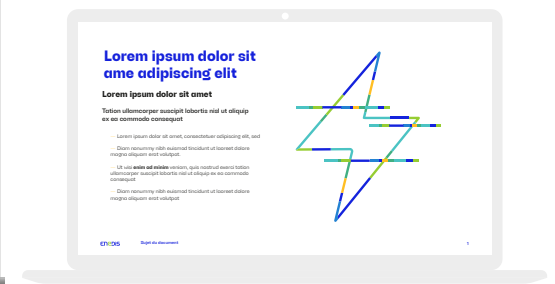 Lorem ipsum dolor sit
ame adipiscing elit
Lorem ipsum dolor sit amet
Tation ullamcorper suscipit lobortis nisl ut aliquip
ex ea commodo consequat
Lorem ipsum dolor sit amet, consectetuer adipiscing elit, sed
Diam nonummy nibh euismod tincidunt ut laoreet dolore
magna aliquam erat volutpat
Ut wisi enim ad minim veniam, quis nostrud exerci tation
ullamcorper suscipit lobortis nisl ut aliquip ex ea commodo
consequat
Diam nonummy nibh euismod tincidunt ut laoreet dolore
magna aliquam erat volutpat
ENEDIS
Sujet du document
1